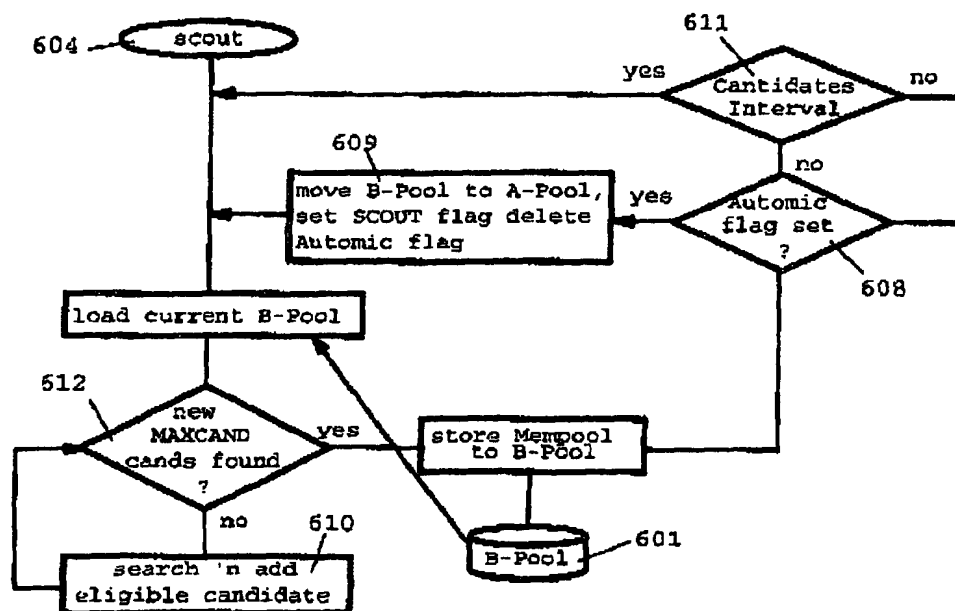 604
scout
611
yes
Cantidates
Interval
no
609
no
move B-Pool to A-Pool,
set SCOUT flag delete
Automic flag
yes
Automic
flag set
?
608
load current B-Pool
612
new
MAXCAND
cands found
?
yes
store Mempool
to B-Pool
no
610
B-Pool
601
search 'n add
eligible candidate